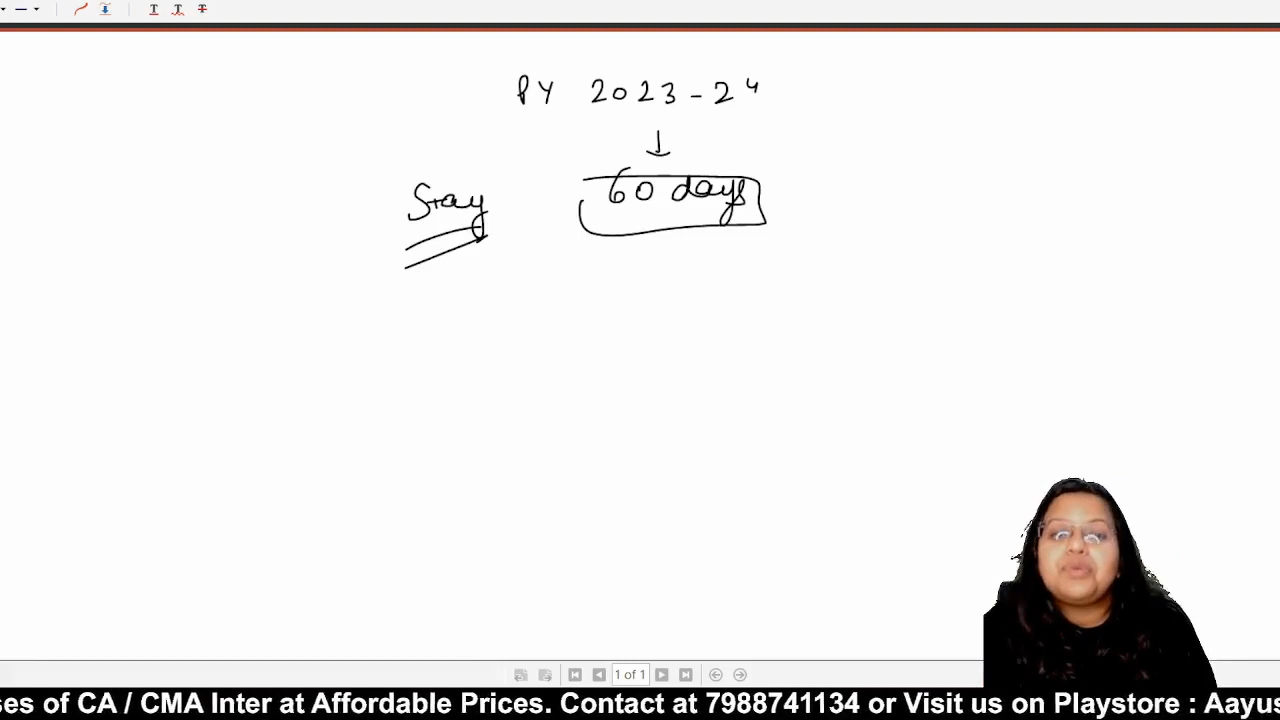 PY 2023-24
↓
Stay 60 days
1 of 1
ses of CA / CMA Inter at Affordable Prices. Contact at 7988741134 or Visit us on Playstore : Aayus